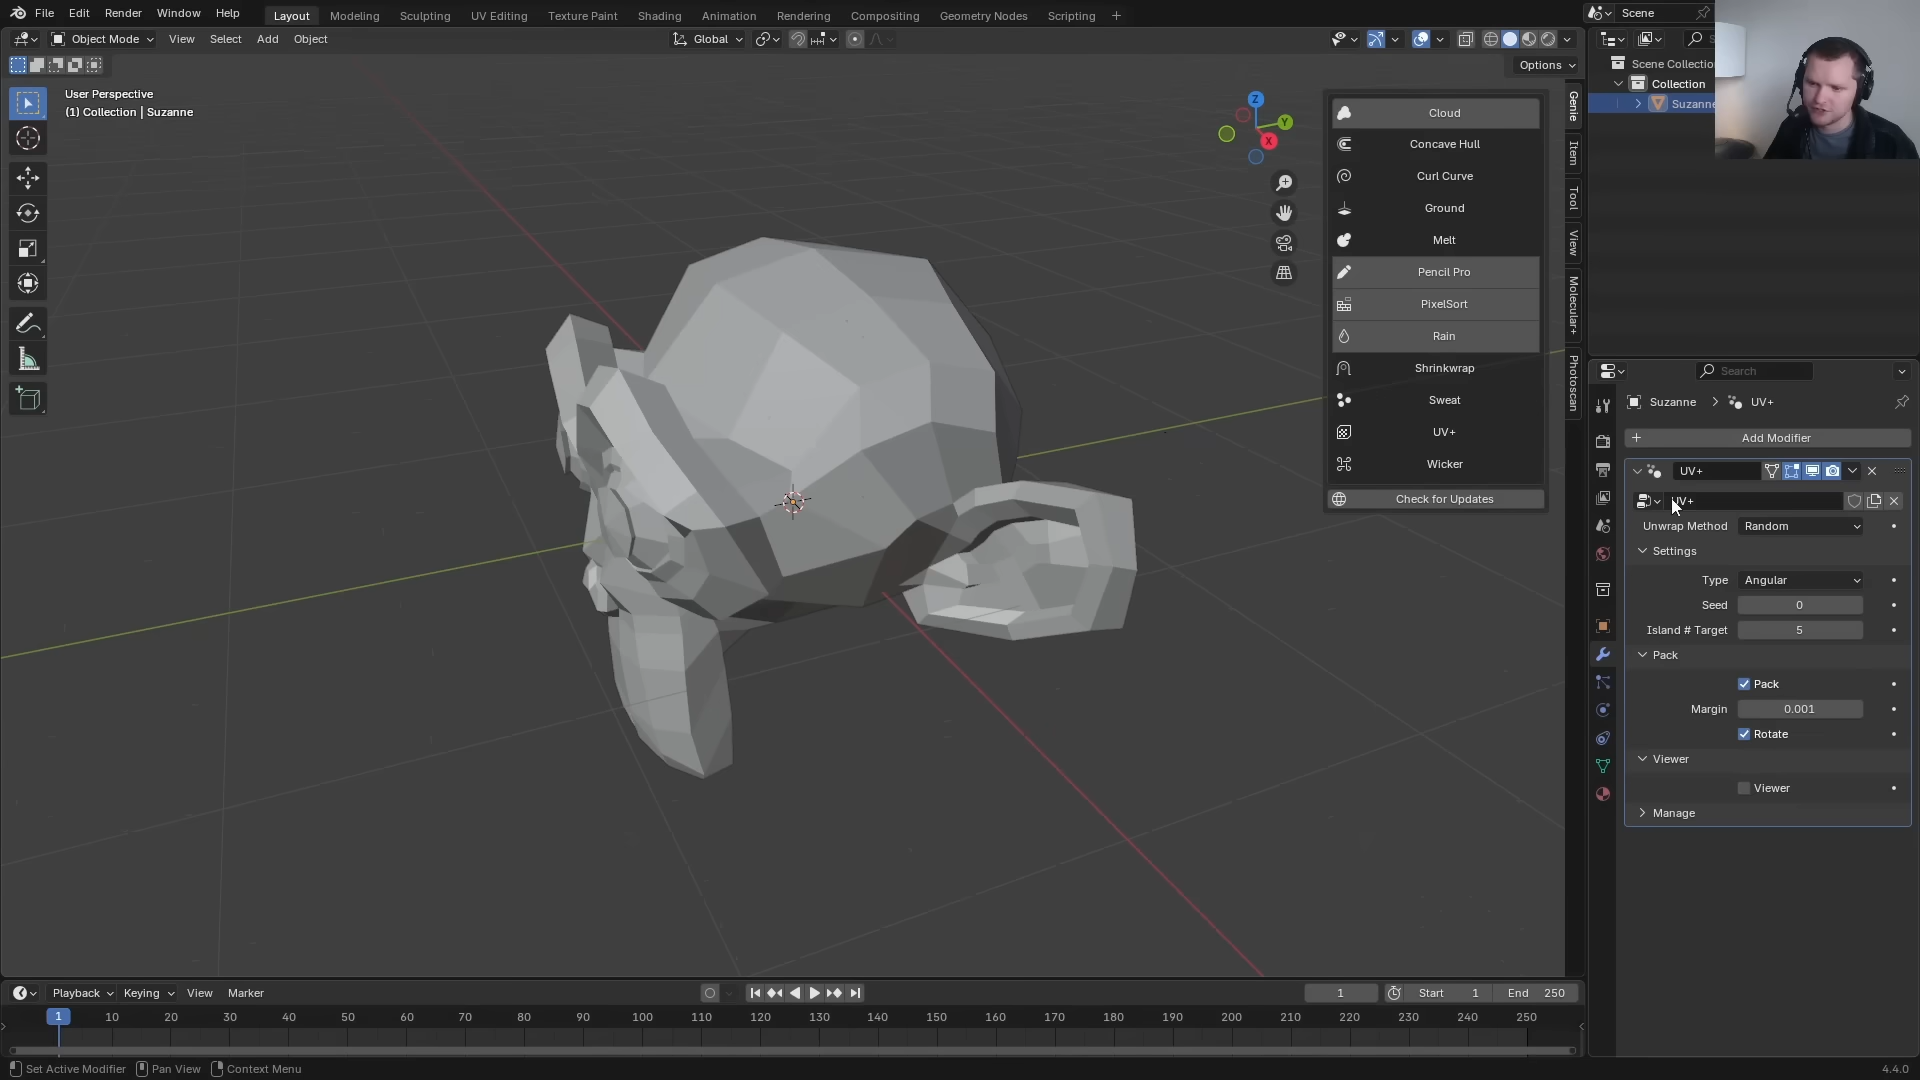 File Edit Render Window Help
Layout Modeling Sculpting UV Editing Texture Paint Shading Animation Rendering Compositing Geometry Nodes Scripting
Scene
Object Mode View Select Add Object
Global
Options
User Perspective
(1) Collection | Suzanne
Z
Y
X
Cloud
Concave Hull
Curl Curve
Ground
Melt
Pencil Pro
PixelSort
Rain
Shrinkwrap
Sweat
UV+
Wicker
Check for Updates
Genie
Item
Tool
View
Molecular+
Photoscan
Scene Collectio
Collection
Suzanne
Search
Suzanne > UV+
Add Modifier
UV+
UV+
Unwrap Method Random
Settings
Type Angular
Seed 0
Island # Target 5
Pack
Pack
Margin 0.001
Rotate
Viewer
Viewer
Manage
Playback Keying View Marker
1 Start 1 End 250
1 10 20 30 40 50 60 70 80 90 100 110 120 130 140 150 160 170 180 190 200 210 220 230 240 250
Set Active Modifier Pan View Context Menu
4.4.0